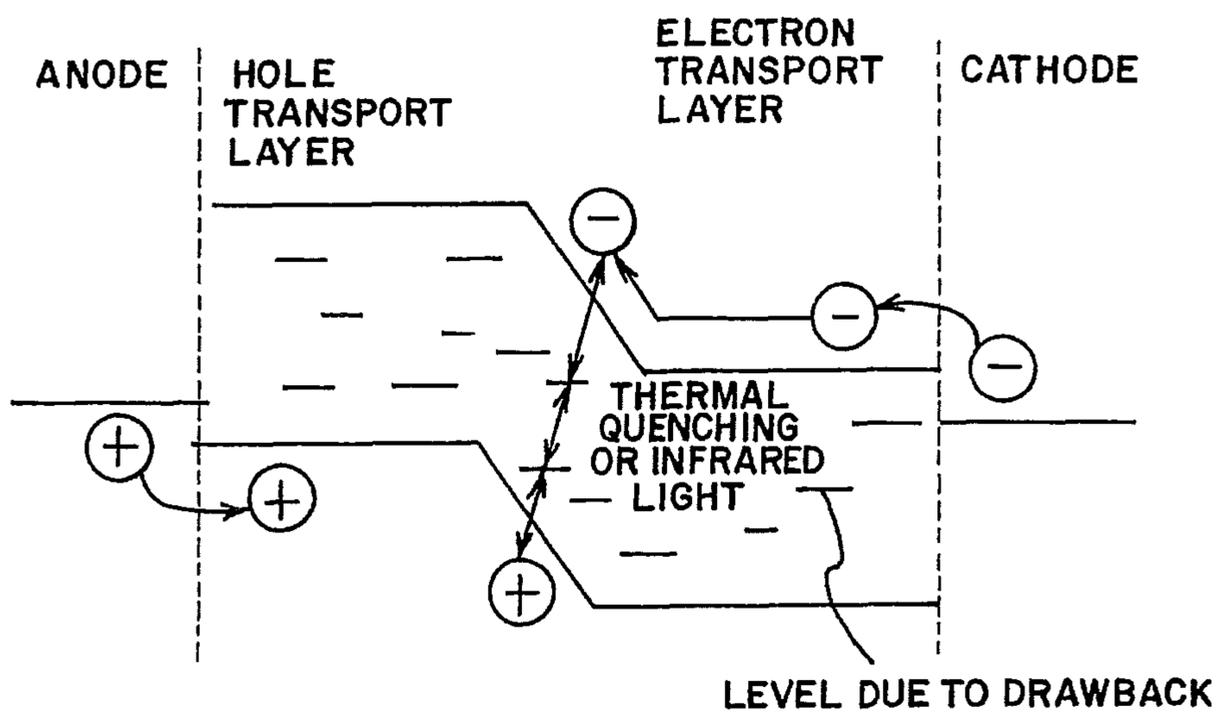 ANODE
HOLE
TRANSPORT
LAYER
ELECTRON
TRANSPORT
LAYER
CATHODE
THERMAL
QUENCHING
OR INFRARED
LIGHT
LEVEL DUE TO DRAWBACK